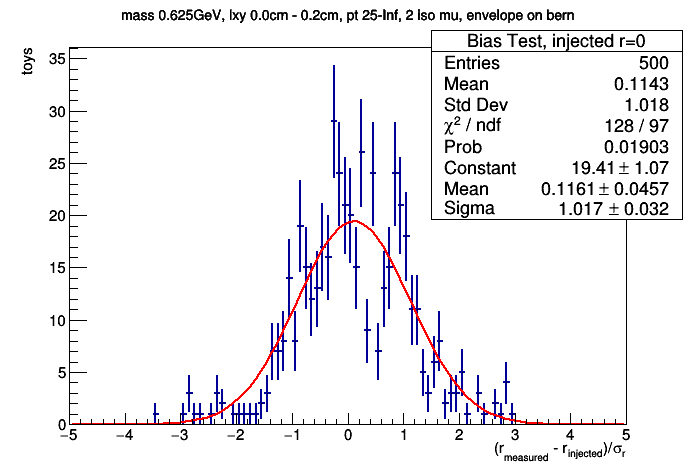 mass 0.625GeV, lxy 0.0cm - 0.2cm, pt 25-Inf, 2 iso mu, envelope on bern
toys
Bias Test, injected r=0
Entries 500
Mean 0.1143
Std Dev 1.018
χ² / ndf 128 / 97
Prob 0.01903
Constant 19.41 ± 1.07
Mean 0.1161 ± 0.0457
Sigma 1.017 ± 0.032
35
30
25
20
15
10
5
0
−5 −4 −3 −2 −1 0 1 2 3 4 5
(r_measured - r_injected)/σ_r